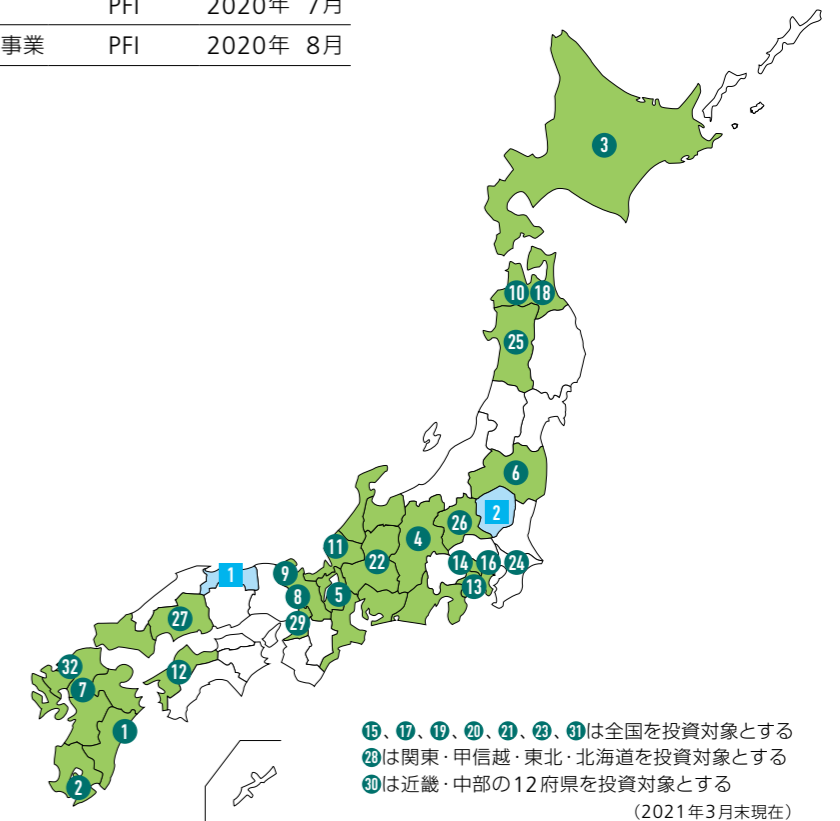 PFI 2020年 7月
事業 PFI 2020年 8月
3
10 18
25
6
2
26
4
11
22
14 16 24
13
9
1
8 5
27
29
32
12
7
1
2
⑮、⑰、⑲、⑳、㉑、㉓、㉛は全国を投資対象とする
㉘は関東・甲信越・東北・北海道を投資対象とする
㉚は近畿・中部の12府県を投資対象とする
（2021年3月末現在）